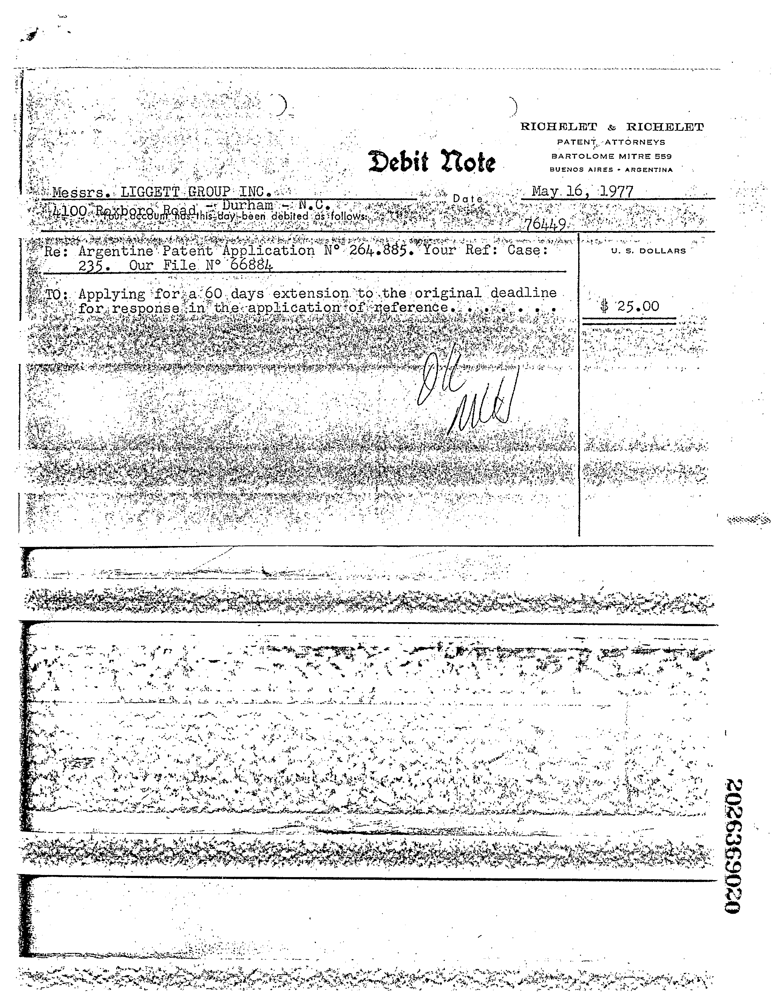 RICHELET & RICHELET
PATENT ATTORNEYS
BARTOLOME MITRE 559
BUENOS AIRES - ARGENTINA
Debit Note
Messrs. LIGGETT GROUP INC.
Date May 16, 1977
4100 Roxboro Road - Durham - N.C.
Your account has this day been debited as follows:
76449
Re: Argentine Patent Application N° 264.885. Your Ref: Case:
235. Our File N° 66884
U. S. DOLLARS
TO: Applying for a 60 days extension to the original deadline
for response in the application of reference. . . . . . .
$ 25.00
OK
2026369020